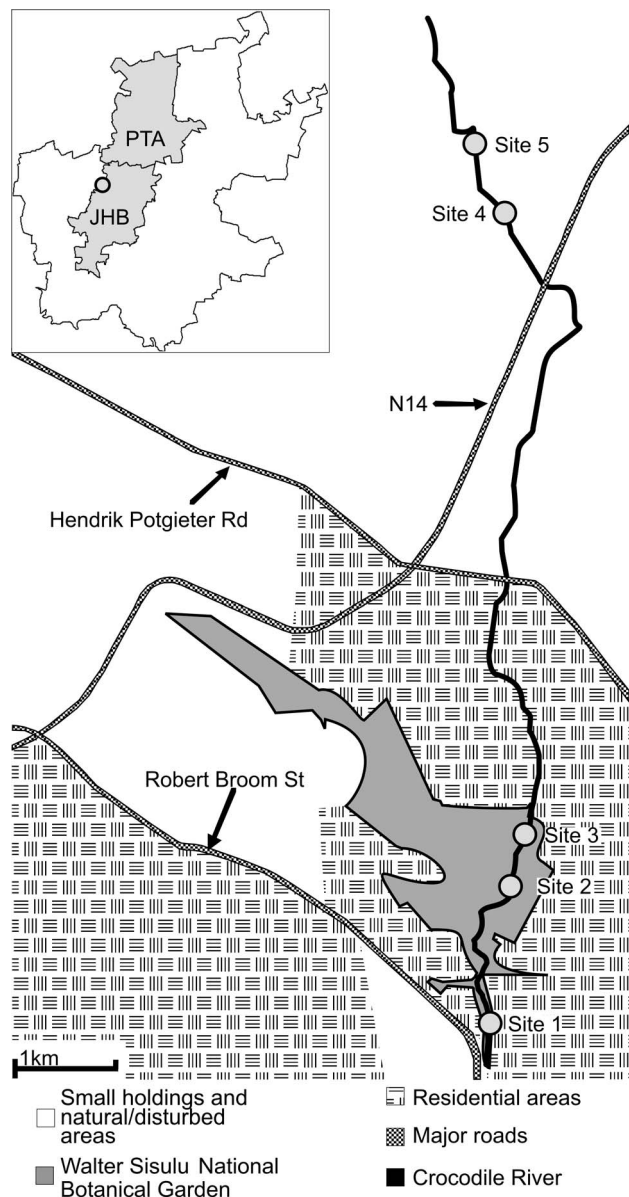 PTA
JHB
Site 5
Site 4
N14
Hendrik Potgieter Rd
Robert Broom St
Site 3
Site 2
Site 1
1km
Small holdings and
natural/disturbed
areas
Walter Sisulu National
Botanical Garden
Residential areas
Major roads
Crocodile River